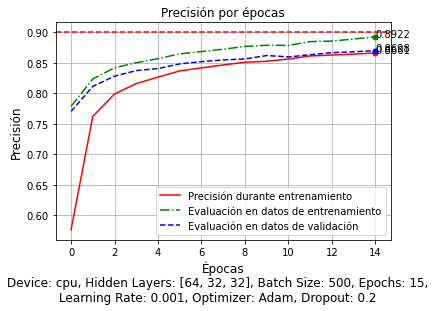 Precisión por épocas
Precisión
0.90
0.85
0.80
0.75
0.70
0.65
0.60
0.8922
Precisión durante entrenamiento
Evaluación en datos de entrenamiento
Evaluación en datos de validación
0 2 4 6 8 10 12 14
Épocas
Device: cpu, Hidden Layers: [64, 32, 32], Batch Size: 500, Epochs: 15,
Learning Rate: 0.001, Optimizer: Adam, Dropout: 0.2